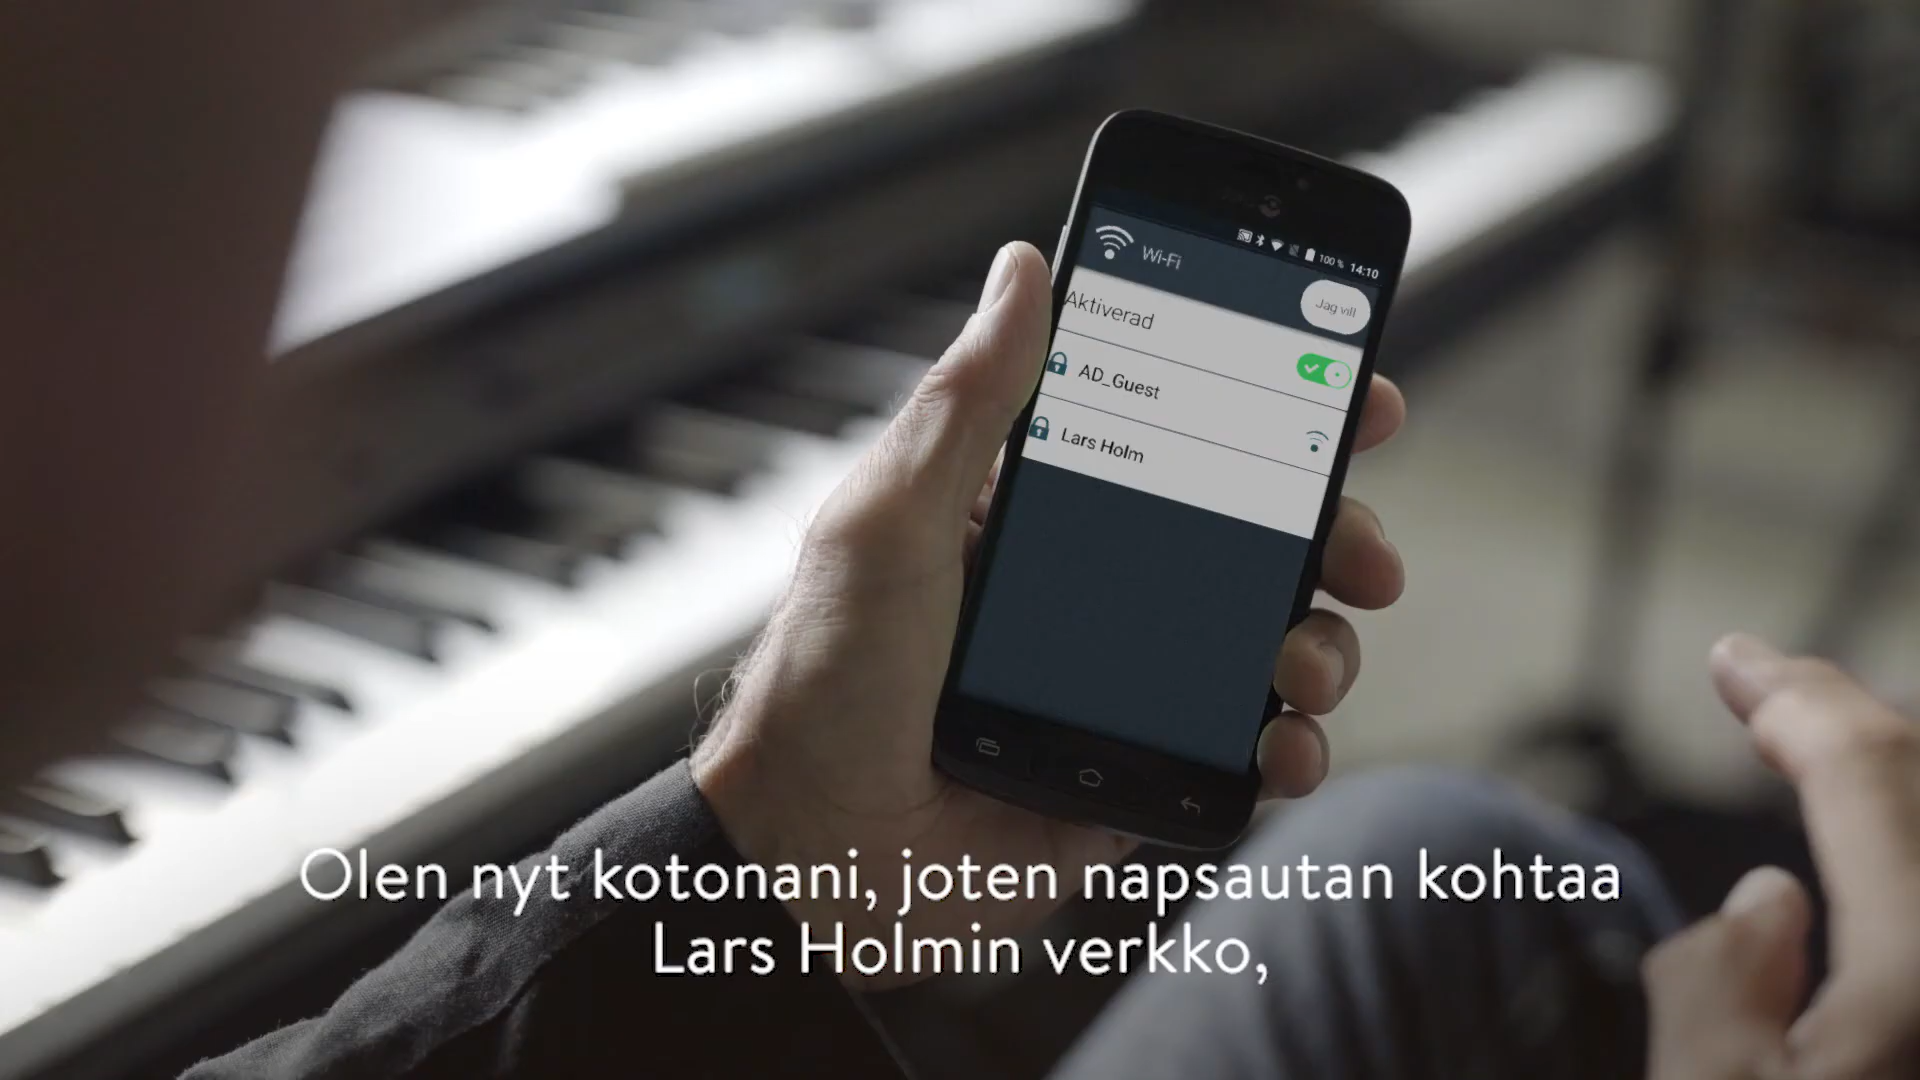 100 % 14:10
Wi-Fi
Jag vill
Aktiverad
AD_Guest
Lars Holm
Olen nyt kotonani, joten napsautan kohtaa
Lars Holmin verkko,